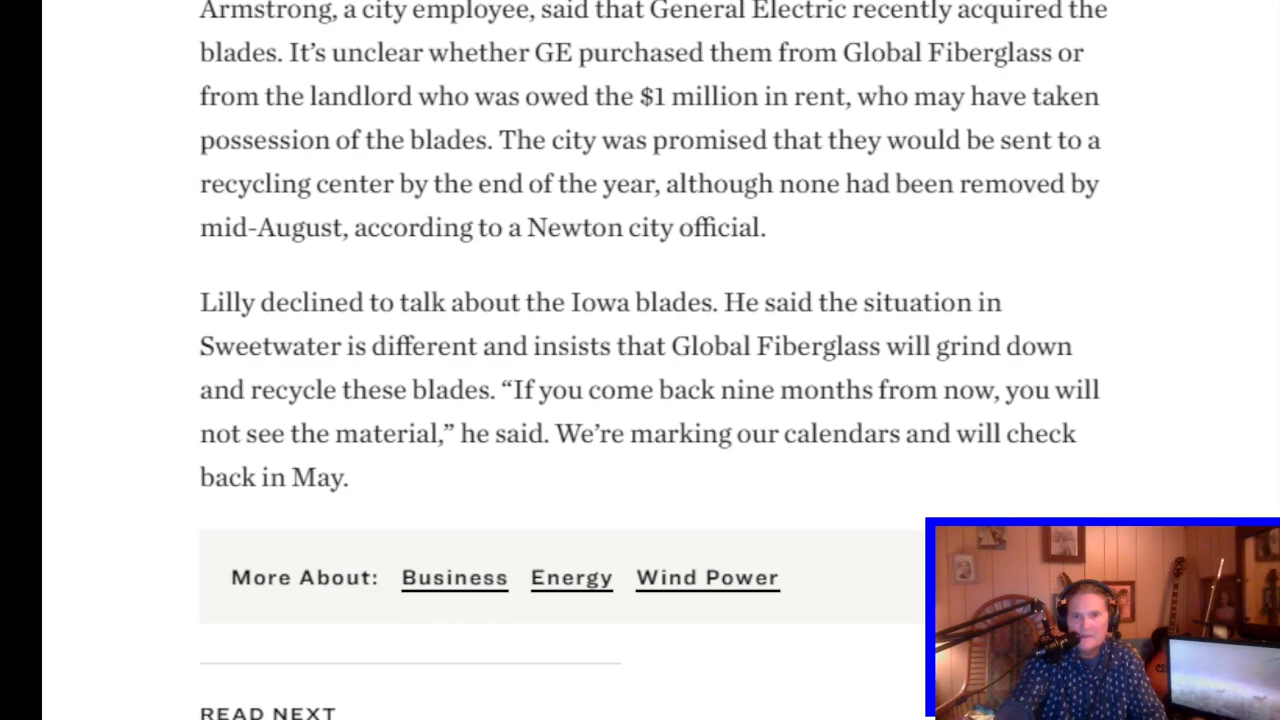 Armstrong, a city employee, said that General Electric recently acquired the
blades. It’s unclear whether GE purchased them from Global Fiberglass or
from the landlord who was owed the $1 million in rent, who may have taken
possession of the blades. The city was promised that they would be sent to a
recycling center by the end of the year, although none had been removed by
mid-August, according to a Newton city official.
Lilly declined to talk about the Iowa blades. He said the situation in
Sweetwater is different and insists that Global Fiberglass will grind down
and recycle these blades. “If you come back nine months from now, you will
not see the material,” he said. We’re marking our calendars and will check
back in May.
More About: Business Energy Wind Power
READ NEXT